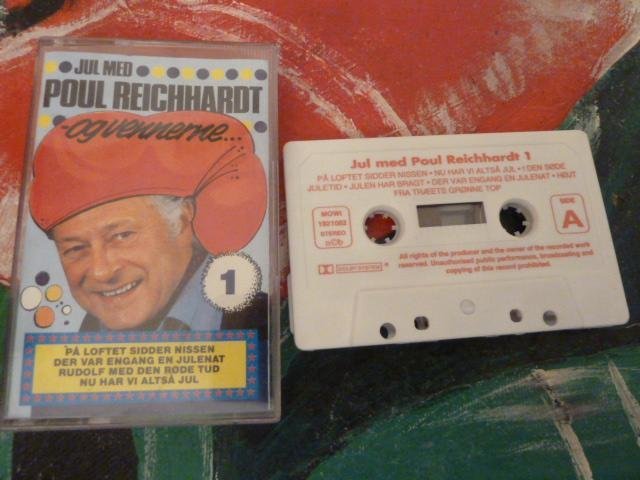 JUL MED
POUL REICHHARDT
-og vennerne...
1
PÅ LOFTET SIDDER NISSEN
DER VAR ENGANG EN JULENAT
RUDOLF MED DEN RØDE TUD
NU HAR VI ALTSÅ JUL
Jul med Poul Reichhardt 1
PÅ LOFTET SIDDER NISSEN • NU HAR VI ALTSÅ JUL • I DEN SØDE
JULETID • JULEN HAR BRAGT • DER VAR ENGANG EN JULENAT • HØJT
FRA TRÆETS GRØNNE TOP
MOWI
1921082
STEREO
nCb
SIDE
A
DOLBY SYSTEM
All rights of the producer and the owner of the recorded work
reserved. Unauthorised public performance, broadcasting and
copying of this record prohibited.